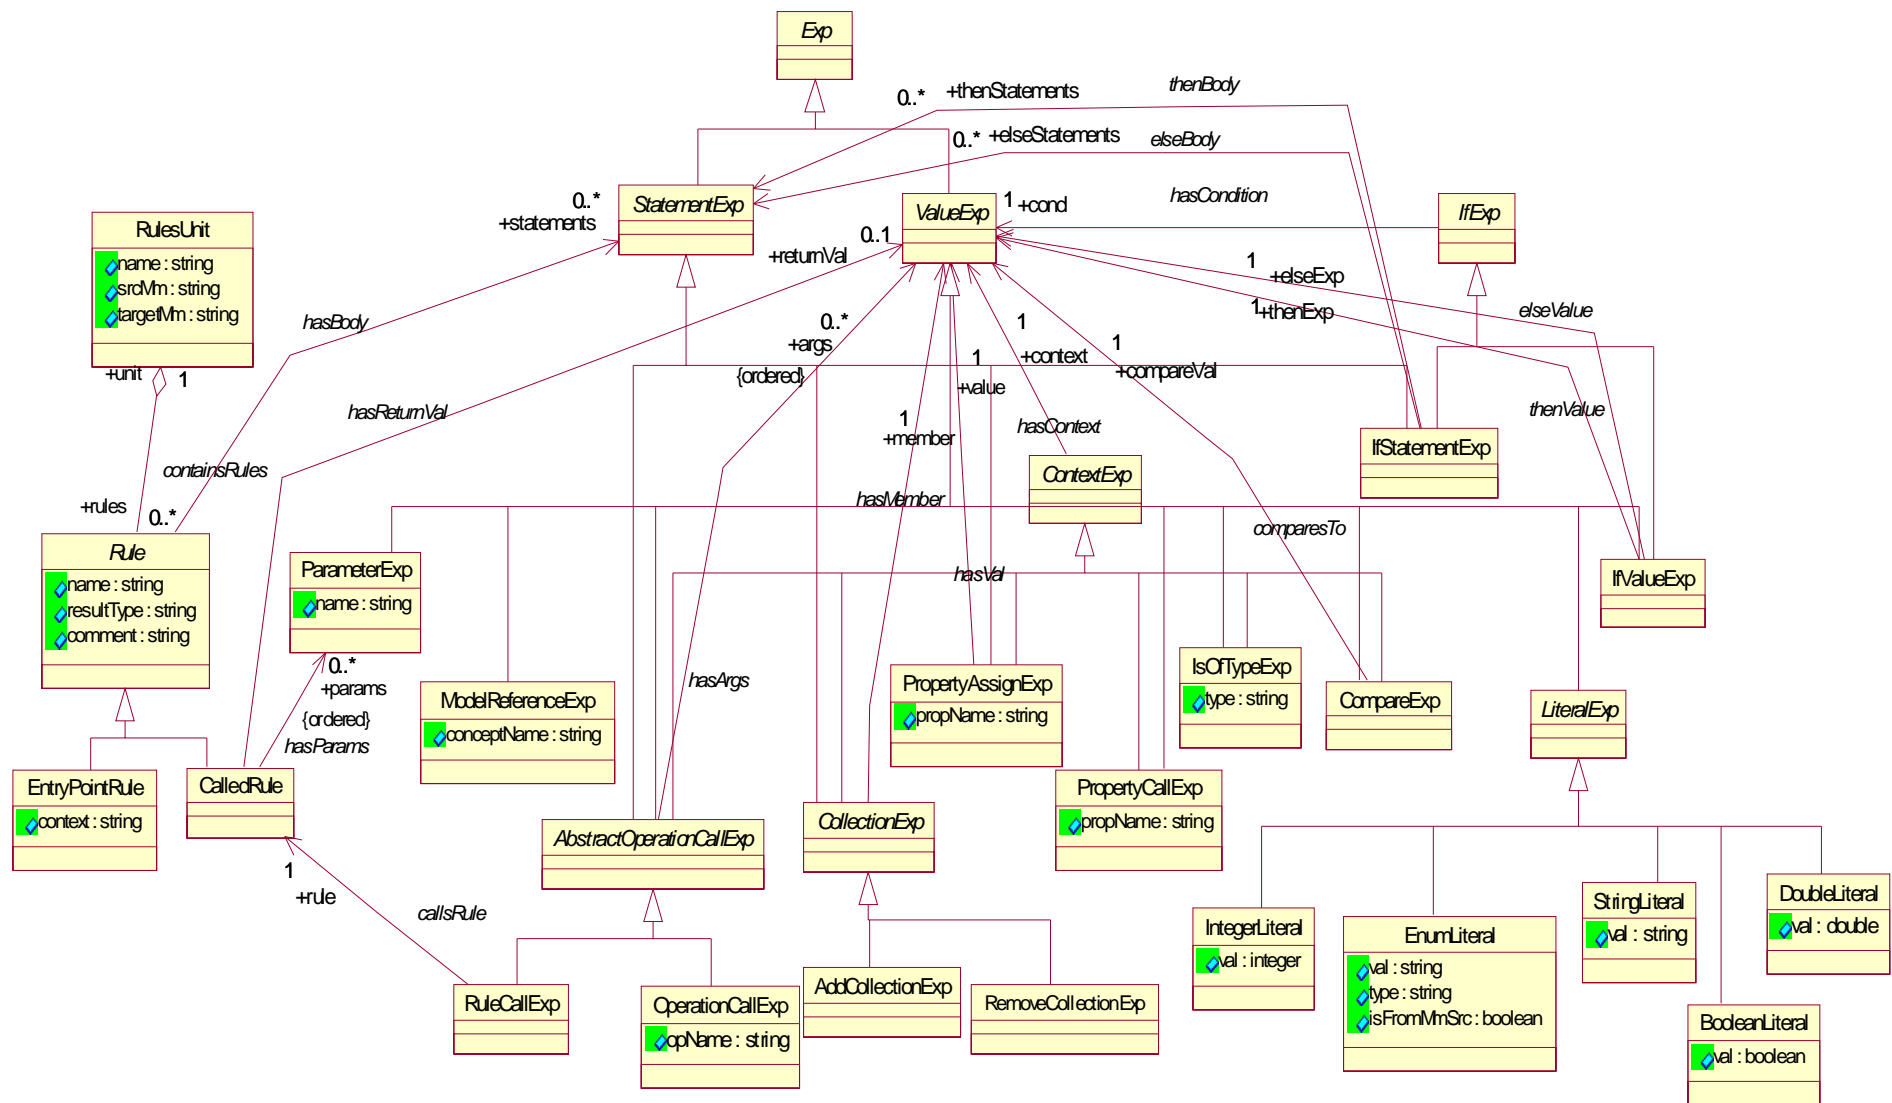 Exp
thenBody
0..* +thenStatements
0..* +elseStatements
elseBody
StatementExp
0..*
+statements
ValueExp
1 +cond
hasCondition
IfExp
RulesUnit
name : string
srcMm : string
targetMm : string
0..1
+returnVal
1
+elseExp
1
+thenExp
elseValue
hasBody
0..*
+args
{ordered}
1
+context
1
+value
1
+compareVal
+unit
1
hasReturnVal
1
+member
hasContext
thenValue
IfStatementExp
containsRules
ContextExp
+rules
0..*
hasMember
comparesTo
Rule
name : string
resultType : string
comment : string
ParameterExp
name : string
hasVal
IfValueExp
0..*
+params
{ordered}
hasParams
ModelReferenceExp
conceptName : string
hasArgs
PropertyAssignExp
propName : string
IsOfTypeExp
type : string
CompareExp
LiteralExp
EntryPointRule
context : string
CalledRule
AbstractOperationCallExp
CollectionExp
PropertyCallExp
propName : string
1
+rule
callsRule
RuleCallExp
OperationCallExp
opName : string
AddCollectionExp
RemoveCollectionExp
IntegerLiteral
val : integer
EnumLiteral
val : string
type : string
isFromMmSrc : boolean
StringLiteral
val : string
DoubleLiteral
val : double
BooleanLiteral
val : boolean